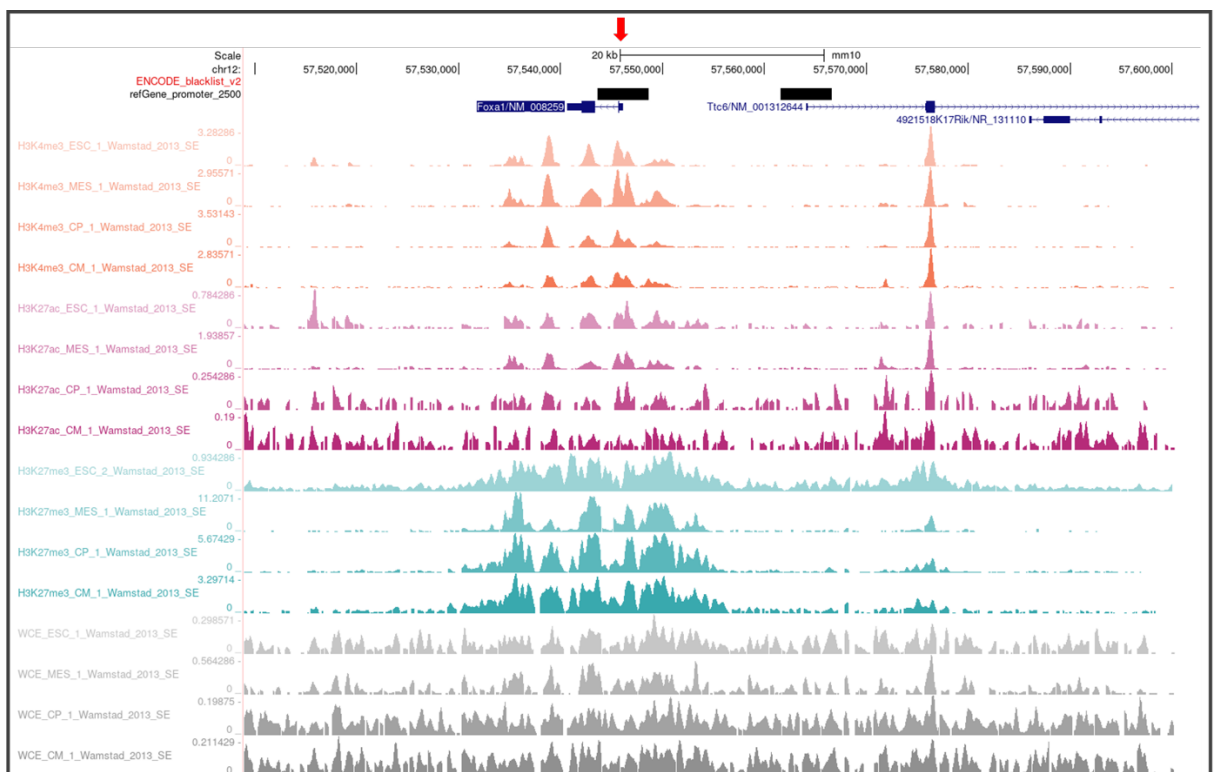 Scale 20 kb mm10
chr12: 57,520,000 57,530,000 57,540,000 57,550,000 57,560,000 57,570,000 57,580,000 57,590,000 57,600,000
ENCODE_blacklist_v2
refGene_promoter_2500
Foxa1/NM_008259 Ttc6/NM_001312644
4921518K17Rik/NR_131110
3.28286
H3K4me3_ESC_1_Wamstad_2013_SE
0
2.95571
H3K4me3_MES_1_Wamstad_2013_SE
0
3.53143
H3K4me3_CP_1_Wamstad_2013_SE
0
2.83571
H3K4me3_CM_1_Wamstad_2013_SE
0
0.784286
H3K27ac_ESC_1_Wamstad_2013_SE
0
1.93857
H3K27ac_MES_1_Wamstad_2013_SE
0
0.254286
H3K27ac_CP_1_Wamstad_2013_SE
0
0.19
H3K27ac_CM_1_Wamstad_2013_SE
0
0.934286
H3K27me3_ESC_2_Wamstad_2013_SE
0
11.2071
H3K27me3_MES_1_Wamstad_2013_SE
0
5.67429
H3K27me3_CP_1_Wamstad_2013_SE
0
3.29714
H3K27me3_CM_1_Wamstad_2013_SE
0
0.298571
WCE_ESC_1_Wamstad_2013_SE
0
0.564286
WCE_MES_1_Wamstad_2013_SE
0
0.19875
WCE_CP_1_Wamstad_2013_SE
0
0.211429
WCE_CM_1_Wamstad_2013_SE
0